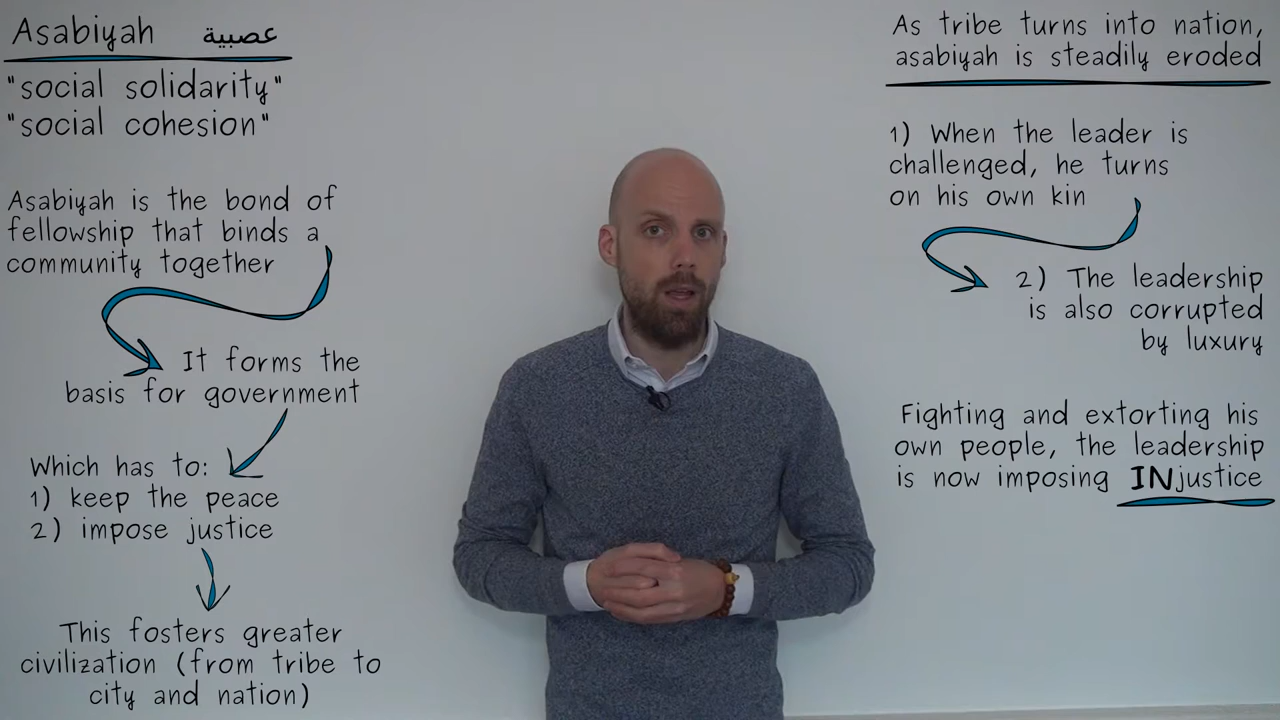 Asabiyah عصبية
"social solidarity"
"social cohesion"
Asabiyah is the bond of
fellowship that binds a
community together
It forms the
basis for government
Which has to:
1) keep the peace
2) impose justice
This fosters greater
civilization (from tribe to
city and nation)
As tribe turns into nation,
asabiyah is steadily eroded
1) When the leader is
challenged, he turns
on his own kin
2) The leadership
is also corrupted
by luxury
Fighting and extorting his
own people, the leadership
is now imposing INjustice